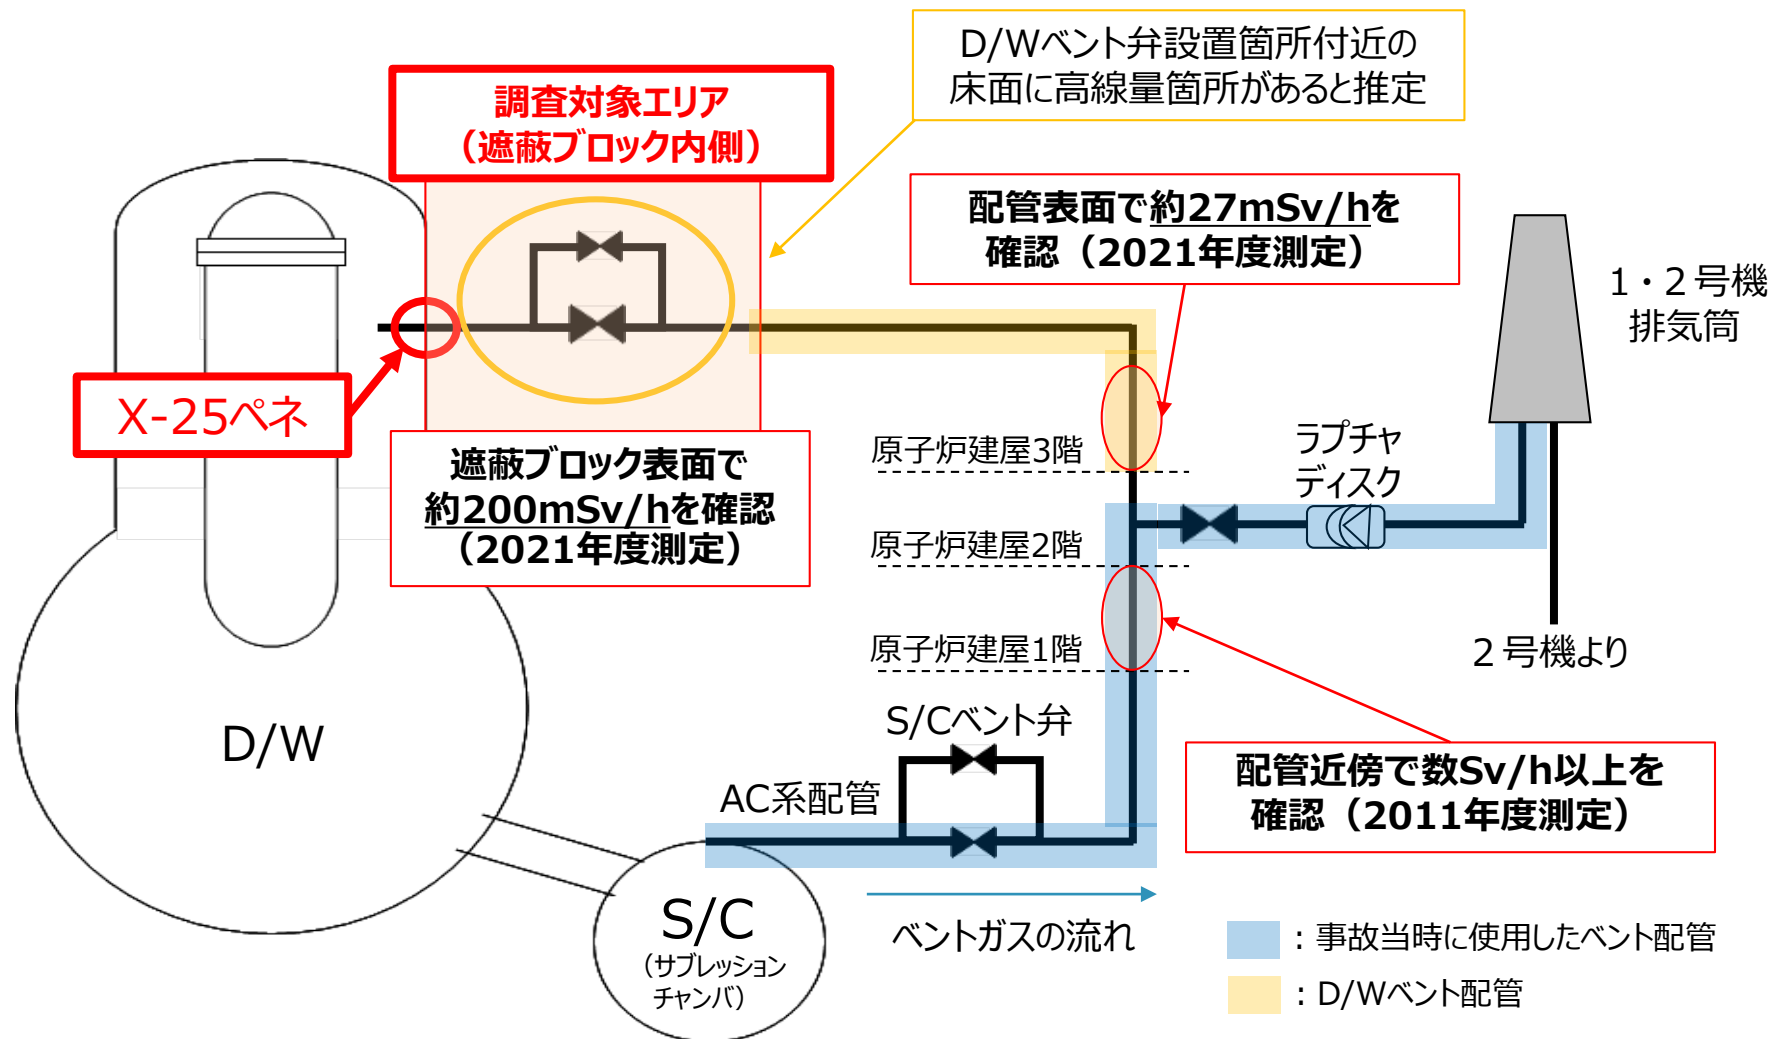 D/Wベント弁設置箇所付近の
床面に高線量箇所があると推定
調査対象エリア
（遮蔽ブロック内側）
配管表面で約27mSv/hを
確認（2021年度測定）
1・２号機
排気筒
X-25ペネ
遮蔽ブロック表面で
約200mSv/hを確認
（2021年度測定）
原子炉建屋3階
ラプチャ
ディスク
原子炉建屋2階
原子炉建屋1階
２号機より
D/W
S/Cベント弁
AC系配管
配管近傍で数Sv/h以上を
確認（2011年度測定）
S/C
（サプレッション
チャンバ）
ベントガスの流れ
：事故当時に使用したベント配管
：D/Wベント配管